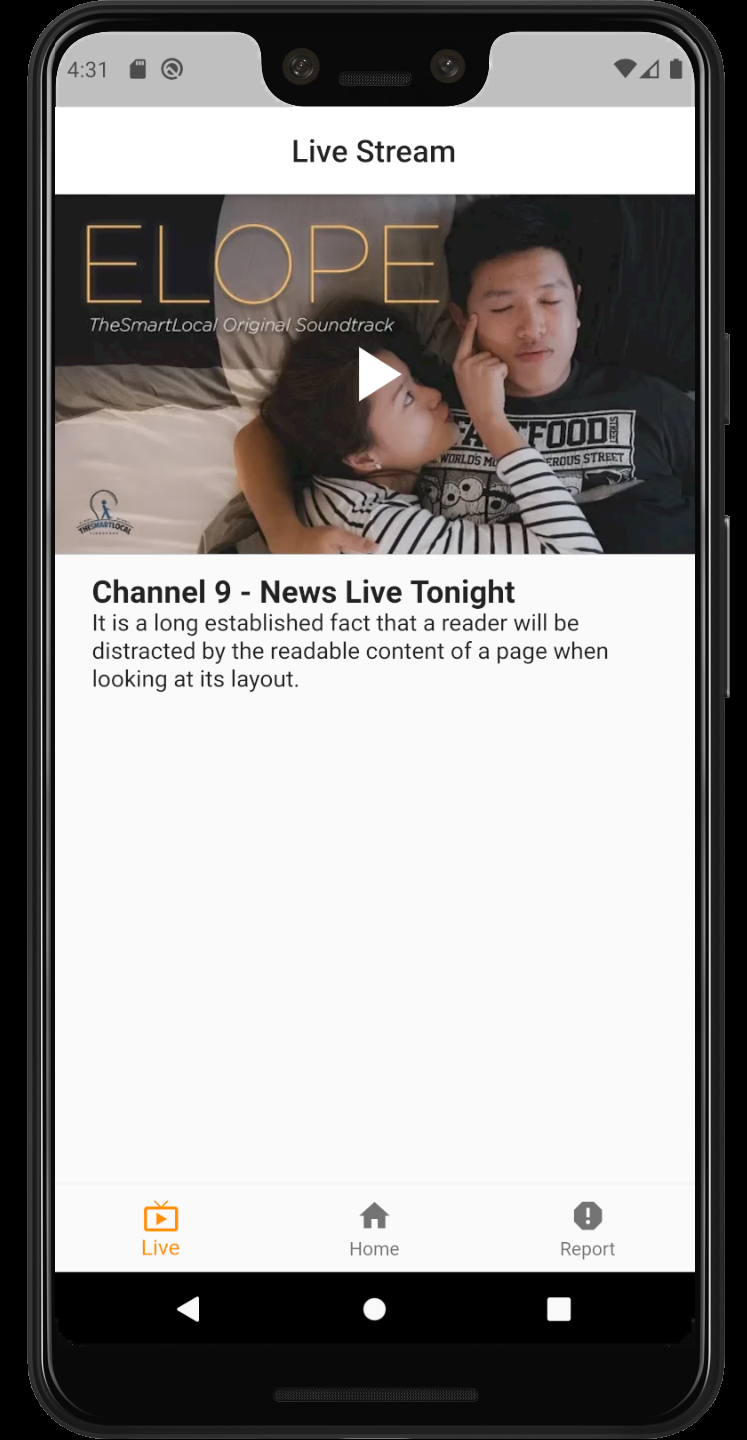 4:31
Live Stream
ELOPE
TheSmartLocal Original Soundtrack
FASTFOOD
STREET
WORLDS
EROUS STREET
THESMARTLOCAL
Channel 9 - News Live Tonight
It is a long established fact that a reader will be
distracted by the readable content of a page when
looking at its layout.
Live
Home
Report